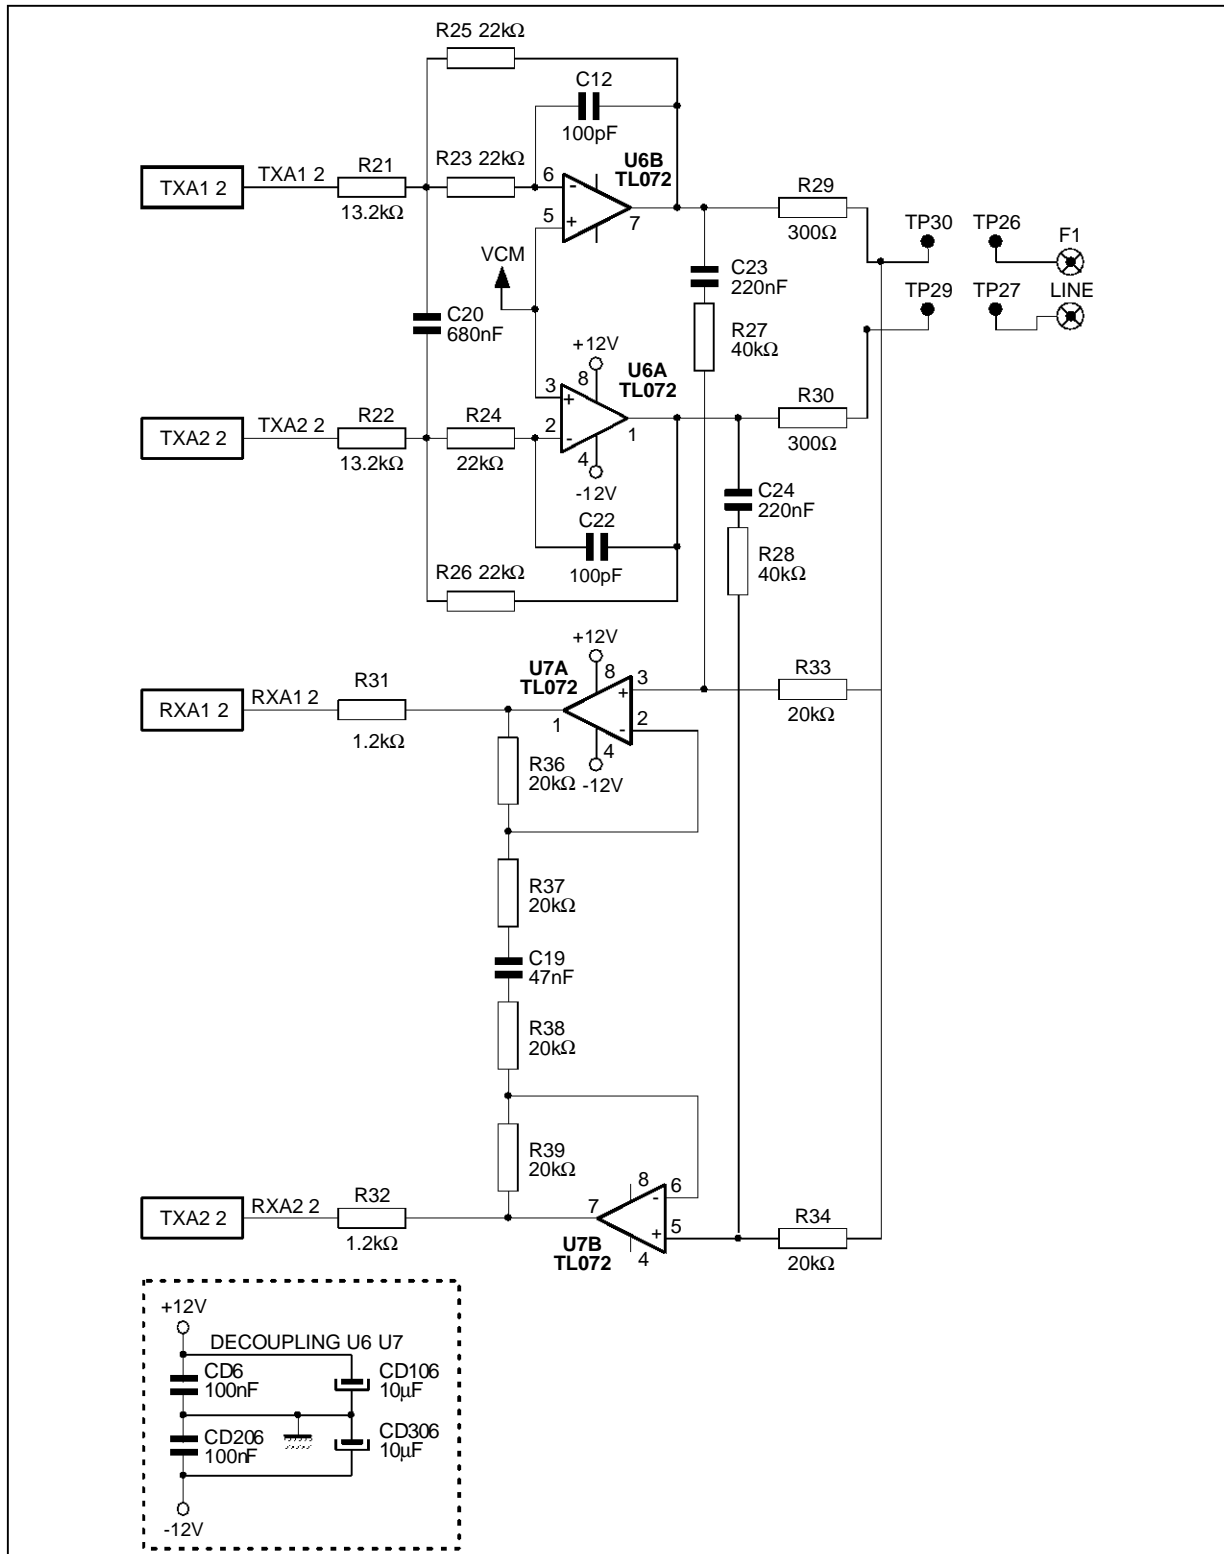 R25 22kΩ
C12
100pF
R21
TXA1 2
TXA1 2
13.2kΩ
R23 22kΩ
6
-
5
+
7
U6B
TL072
R29
300Ω
TP30
TP26
F1
VCM
C23
220nF
TP29
TP27
LINE
C20
680nF
R27
40kΩ
+12V
8
U6A
TL072
3
+
2
-
1
4
-12V
R22
TXA2 2
TXA2 2
13.2kΩ
R24
22kΩ
R30
300Ω
C22
100pF
C24
220nF
R28
40kΩ
R26 22kΩ
+12V
8
U7A
TL072
3
+
2
-
1
4
-12V
R33
20kΩ
R31
RXA1 2
RXA1 2
1.2kΩ
R36
20kΩ
R37
20kΩ
C19
47nF
R38
20kΩ
R39
20kΩ
8
6
-
5
+
7
4
U7B
TL072
R34
20kΩ
R32
TXA2 2
RXA2 2
1.2kΩ
+12V
DECOUPLING U6 U7
CD6
100nF
CD106
10µF
CD206
100nF
CD306
10µF
-12V